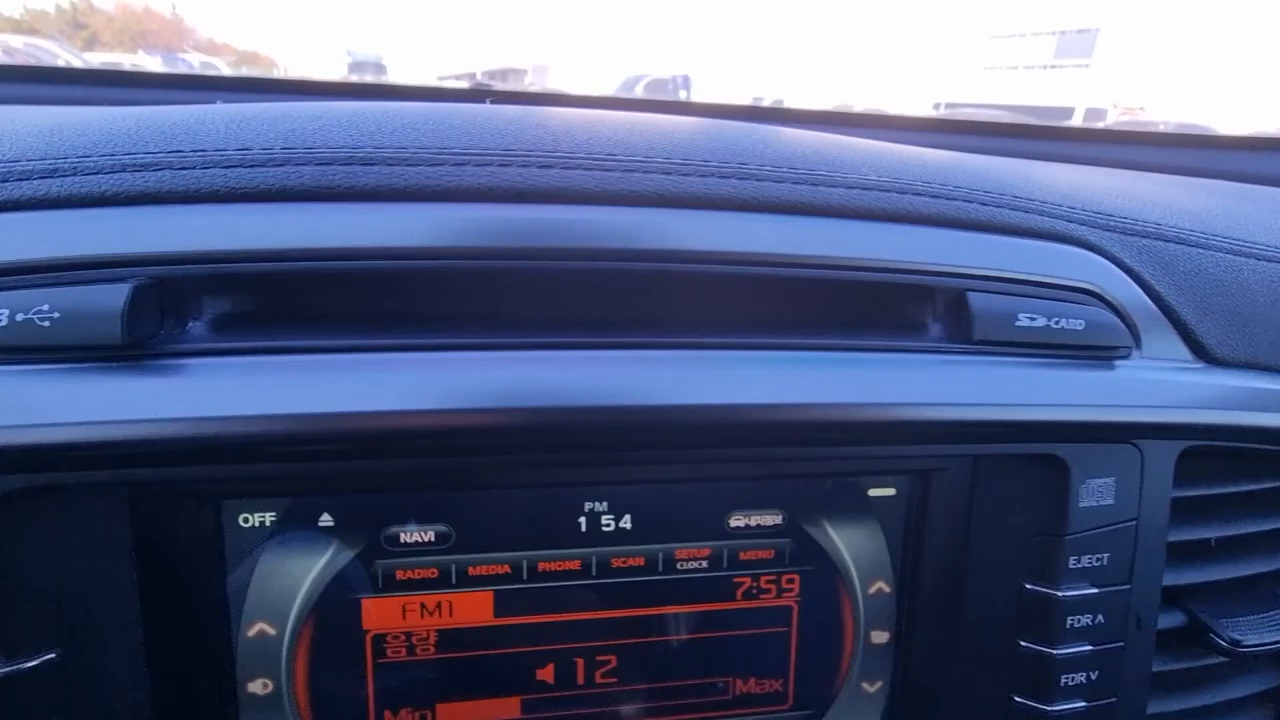 SD-CARD
DISC
OFF
PM
1 54
NAVI
EJECT
RADIO MEDIA PHONE SCAN SETUP MENU
CLOCK
7:59
FM1
FDR ∧
음량
12
FDR ∨
Min Max